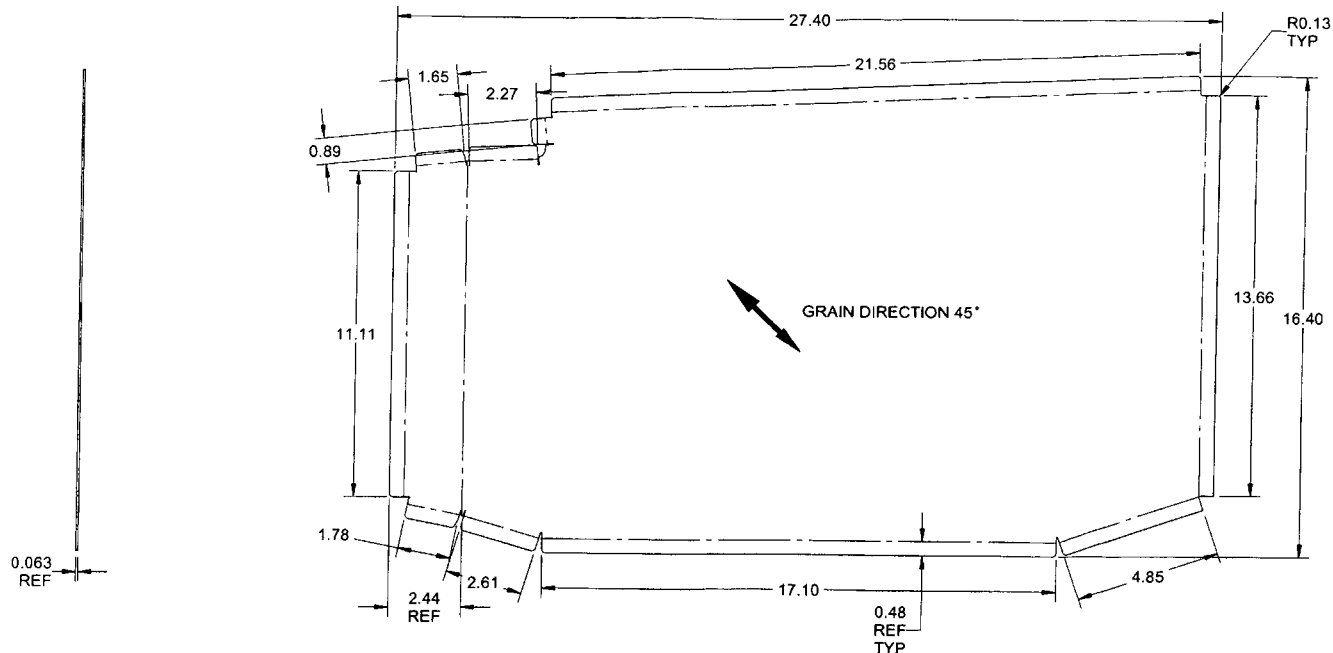 27.40
R0.13
TYP
21.56
1.65
2.27
0.89
GRAIN DIRECTION 45°
11.11
13.66
16.40
1.78
0.063
REF
2.61
2.44
REF
17.10
4.85
0.48
REF
TYP